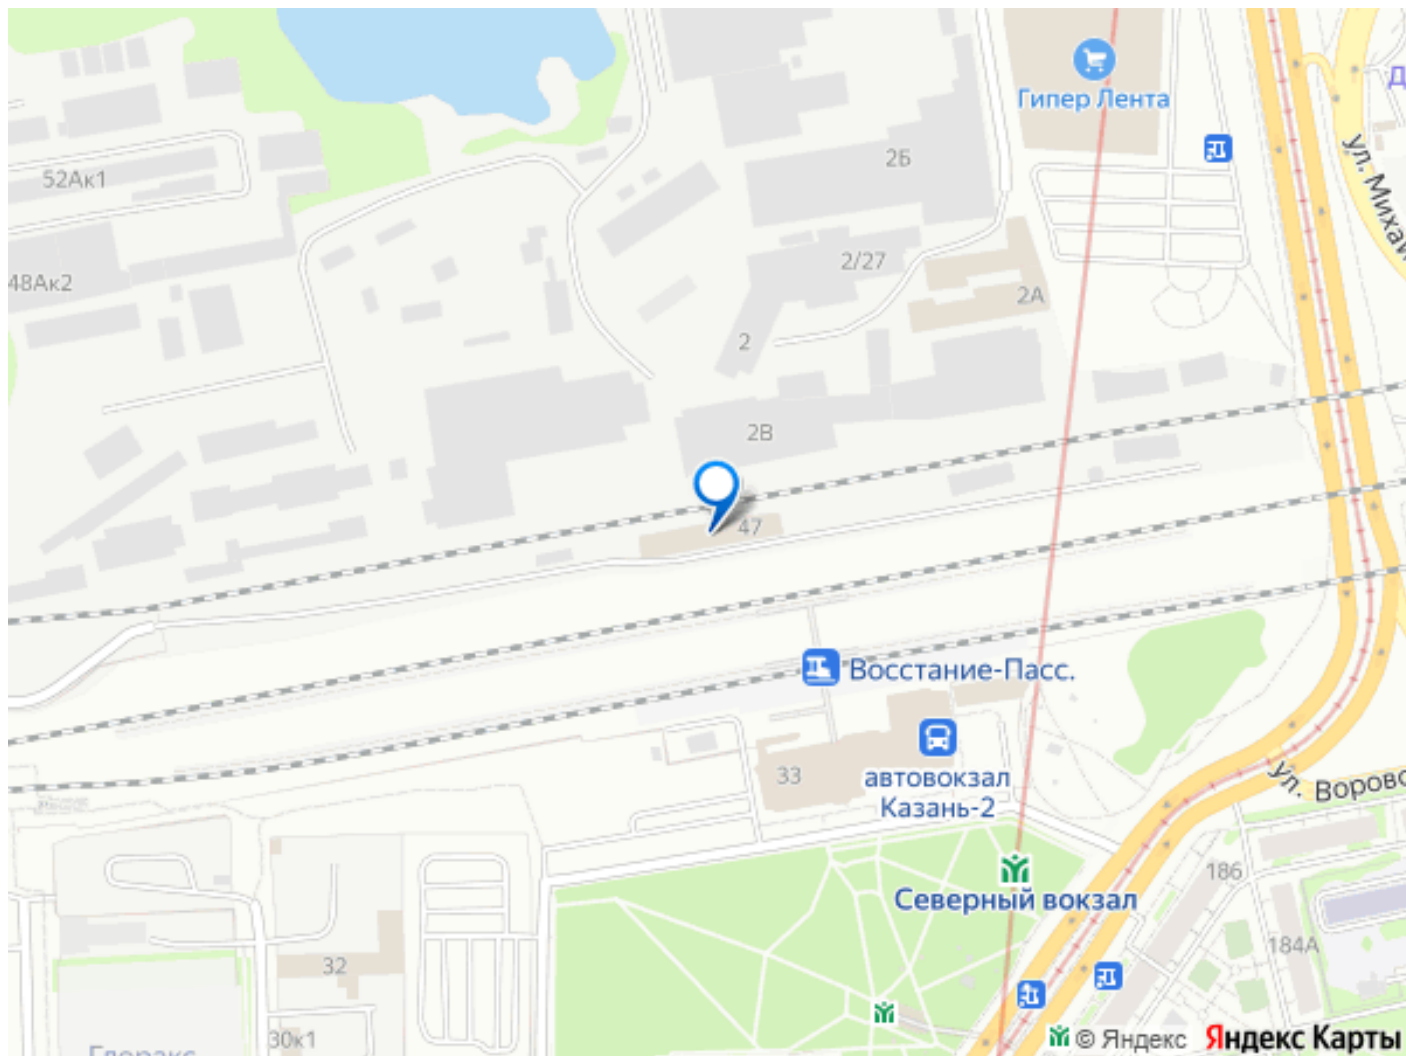 Гипер Лента
Д
ул. Михай
2Б
52Ак1
2/27
48Ак2
2А
2
2В
47
Восстание-Пасс.
автовокзал
Казань-2
33
ул. Воровс
Северный вокзал
186
184А
32
30к1
© Яндекс Яндекс Карты